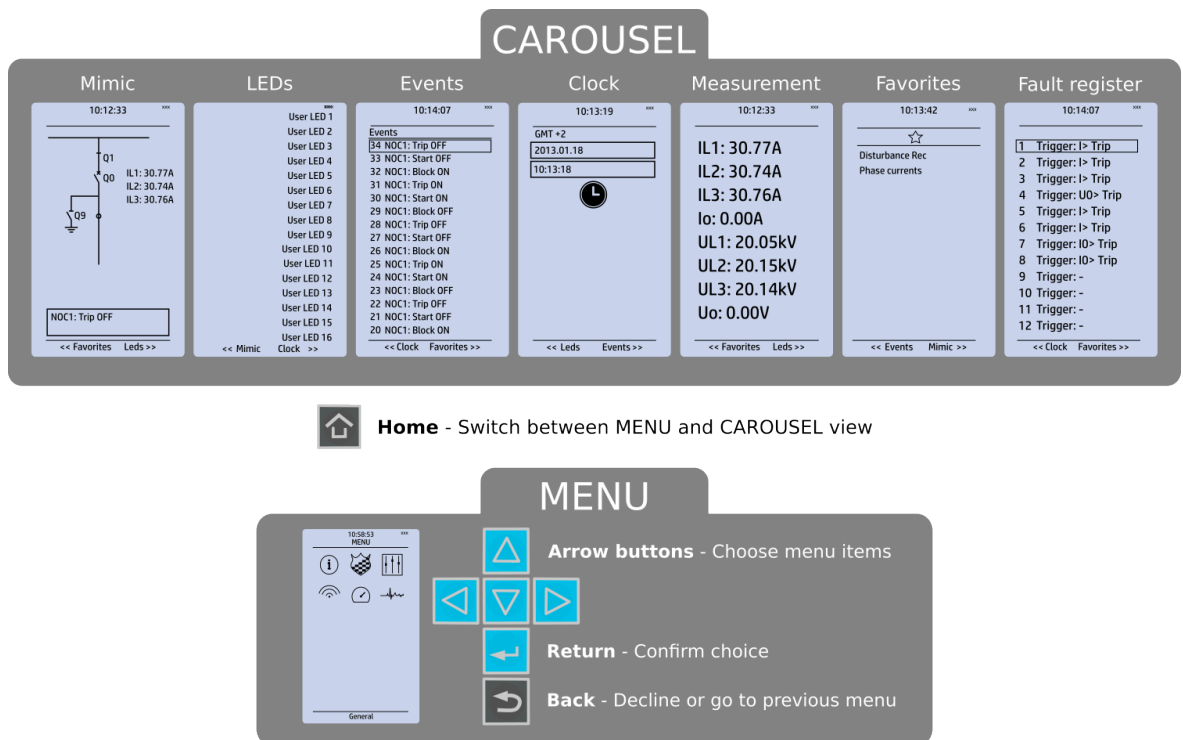 CAROUSEL
Mimic
LEDs
Events
Clock
Measurement
Favorites
Fault register
10:12:33 xxx
Q1
Q0
Q9
IL1: 30.77A
IL2: 30.74A
IL3: 30.76A
NOC1: Trip OFF
<< Favorites Leds >>
User LED 1
User LED 2
User LED 3
User LED 4
User LED 5
User LED 6
User LED 7
User LED 8
User LED 9
User LED 10
User LED 11
User LED 12
User LED 13
User LED 14
User LED 15
User LED 16
<< Mimic Clock >>
10:14:07 xxx
Events
34 NOC1: Trip OFF
33 NOC1: Start OFF
32 NOC1: Block ON
31 NOC1: Trip ON
30 NOC1: Start ON
29 NOC1: Block OFF
28 NOC1: Trip OFF
27 NOC1: Start OFF
26 NOC1: Block ON
25 NOC1: Trip ON
24 NOC1: Start ON
23 NOC1: Block OFF
22 NOC1: Trip OFF
21 NOC1: Start OFF
20 NOC1: Block ON
<< Clock Favorites >>
10:13:19 xxx
GMT +2
2013.01.18
10:13:18
<< Leds Events >>
10:12:33 xxx
IL1: 30.77A
IL2: 30.74A
IL3: 30.76A
Io: 0.00A
UL1: 20.05kV
UL2: 20.15kV
UL3: 20.14kV
Uo: 0.00V
<< Favorites Leds >>
10:13:42 xxx
Disturbance Rec
Phase currents
<< Events Mimic >>
10:14:07 xxx
1 Trigger: I> Trip
2 Trigger: I> Trip
3 Trigger: I> Trip
4 Trigger: U0> Trip
5 Trigger: I> Trip
6 Trigger: I> Trip
7 Trigger: I0> Trip
8 Trigger: I0> Trip
9 Trigger: -
10 Trigger: -
11 Trigger: -
12 Trigger: -
<< Clock Favorites >>
Home - Switch between MENU and CAROUSEL view
MENU
10:58:53 xxx
MENU
General
Arrow buttons - Choose menu items
Return - Confirm choice
Back - Decline or go to previous menu